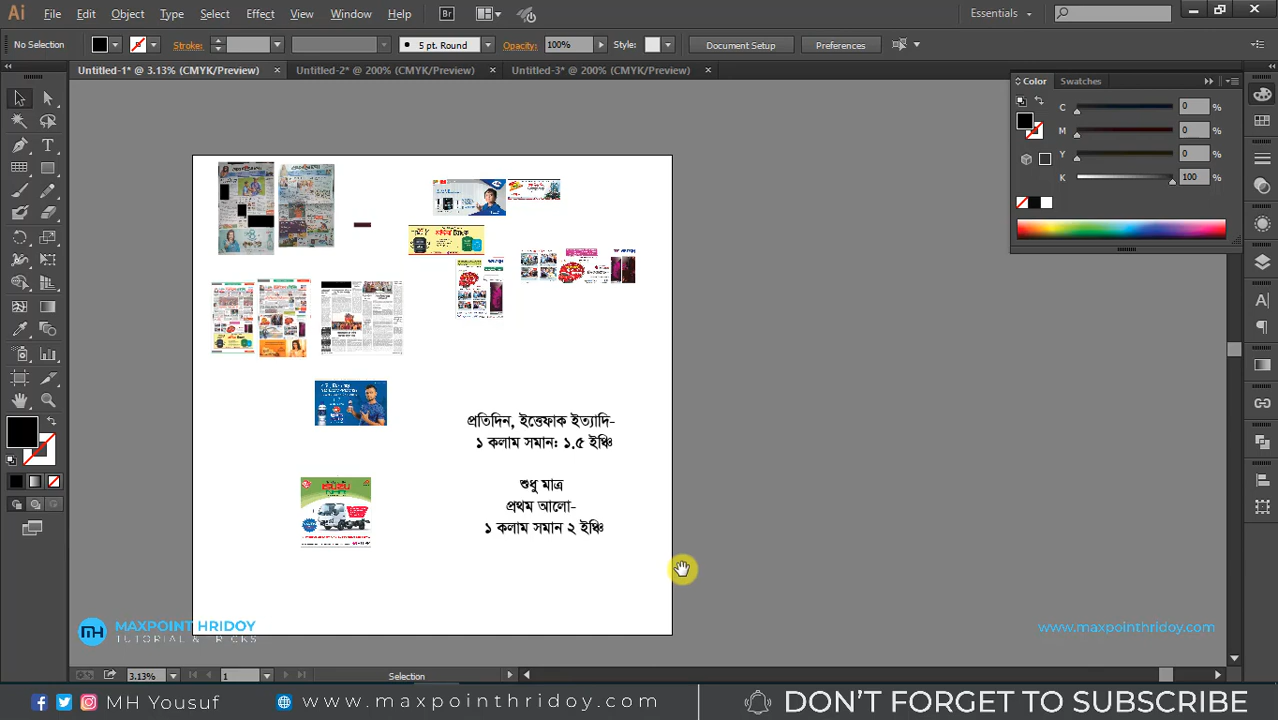 Ai File Edit Object Type Select Effect View Window Help Br Essentials
No Selection Stroke: 5 pt. Round Opacity: 100% Style: Document Setup Preferences
Untitled-1* @ 3.13% (CMYK/Preview) × Untitled-2* @ 200% (CMYK/Preview) × Untitled-3* @ 200% (CMYK/Preview) ×
Color Swatches
C 0 %
M 0 %
Y 0 %
K 100 %
প্রতিদিন, ইত্তেফাক ইত্যাদি-
১ কলাম সমান: ১.৫ ইঞ্চি
শুধু মাত্র
প্রথম আলো-
১ কলাম সমান ২ ইঞ্চি
MH MAXPOINT HRIDOY
TUTORIAL & TRICKS
www.maxpointhridoy.com
3.13% 1 Selection
MH Yousuf www.maxpointhridoy.com DON'T FORGET TO SUBSCRIBE